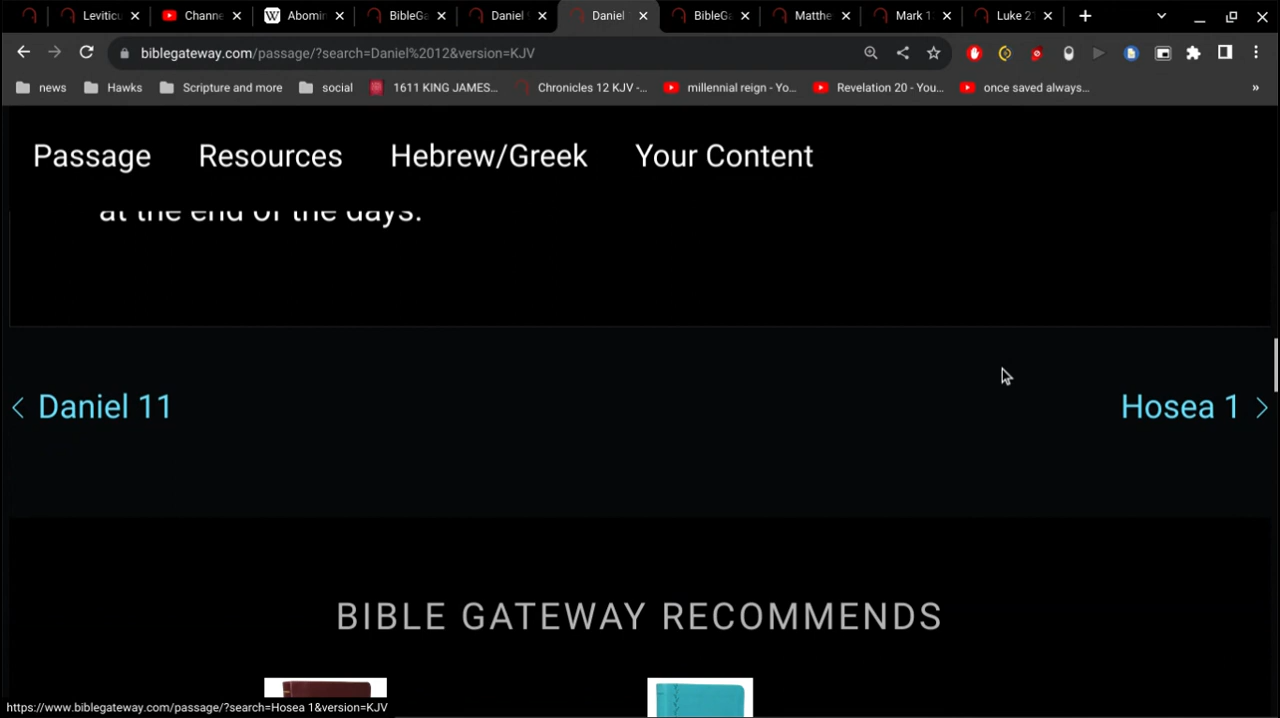 Leviticu
Channe
Abomin
BibleGa
Daniel
Daniel
BibleG
Matthe
Mark 1
Luke 2
biblegateway.com/passage/?search=Daniel%2012&version=KJV
news Hawks Scripture and more social 1611 KING JAMES... Chronicles 12 KJV -... millennial reign - Yo... Revelation 20 - You... once saved always... »
Passage Resources Hebrew/Greek Your Content
at the end of the days.
< Daniel 11
Hosea 1 >
BIBLE GATEWAY RECOMMENDS
https://www.biblegateway.com/passage/?search=Hosea 1&version=KJV